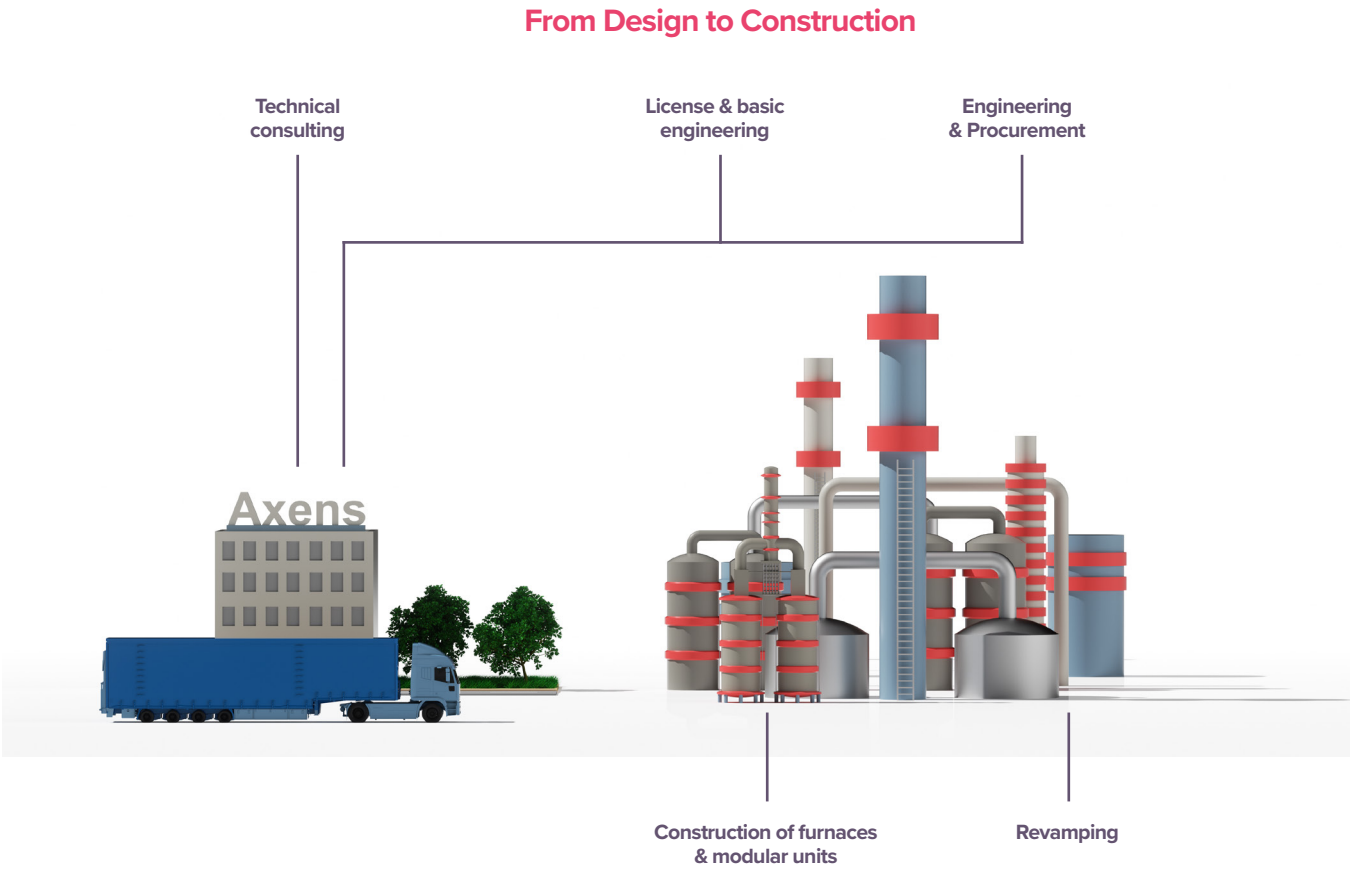 From Design to Construction
Technical
consulting
License & basic
engineering
Engineering
& Procurement
Axens
Construction of furnaces
& modular units
Revamping